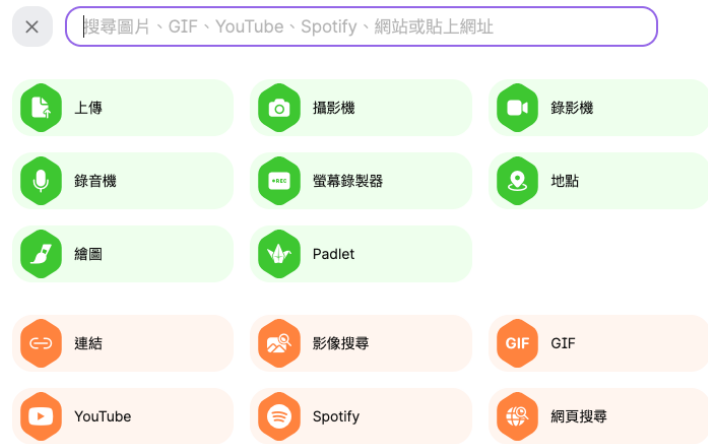 搜尋圖片、GIF、YouTube、Spotify、網站或貼上網址
上傳
攝影機
錄影機
錄音機
REC
螢幕錄製器
地點
繪圖
Padlet
連結
影像搜尋
GIF
GIF
YouTube
Spotify
網頁搜尋